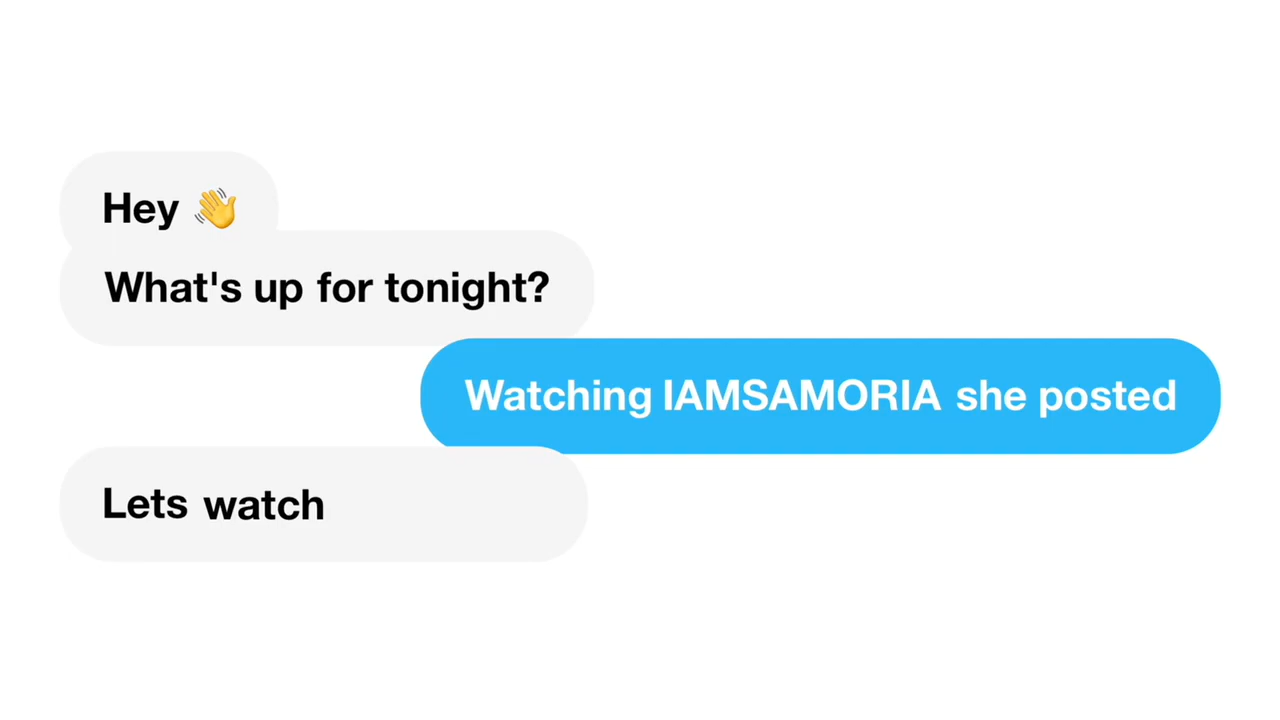 Hey 👋
What's up for tonight?
Watching IAMSAMORIA she posted
Lets watch